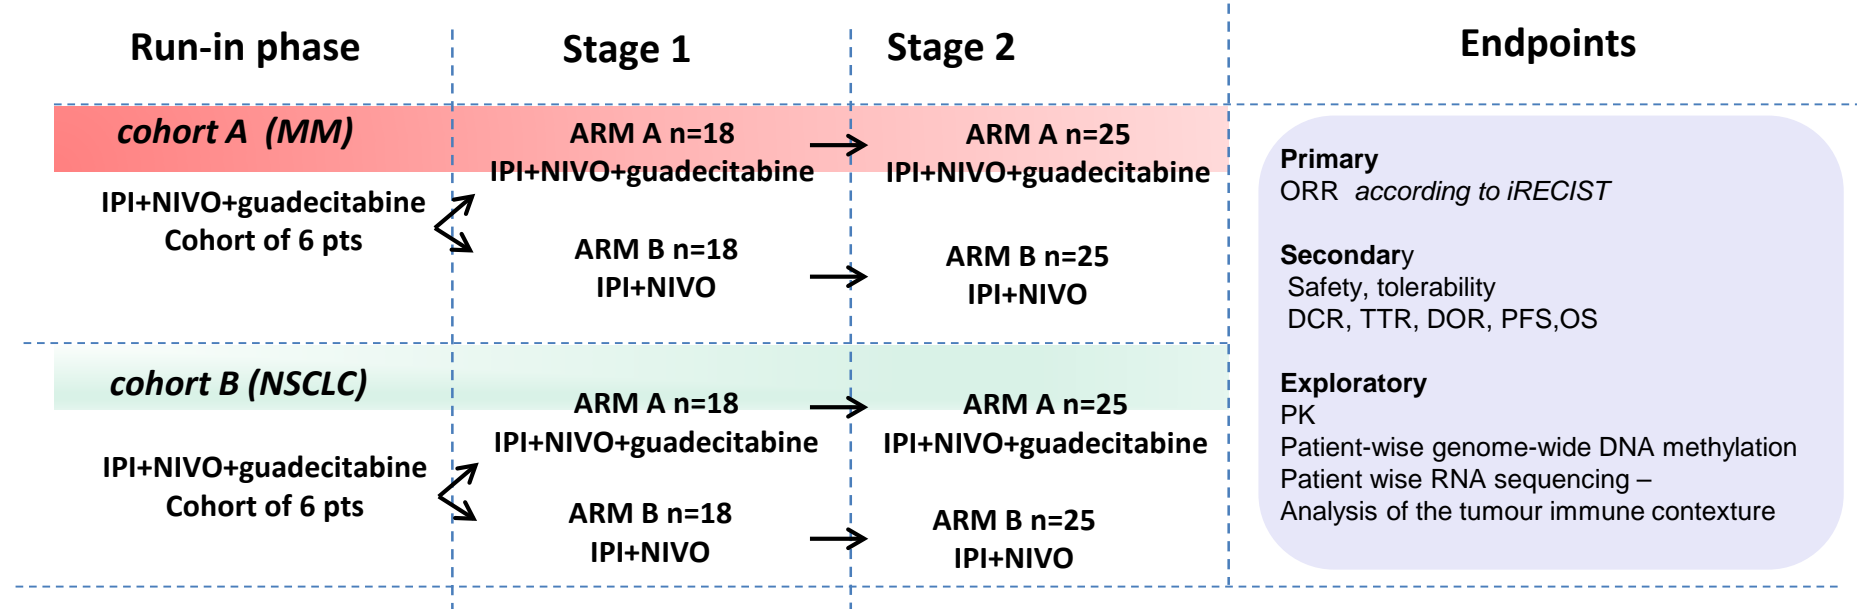 Run-in phase
Stage 1
Stage 2
Endpoints
cohort A (MM)
IPI+NIVO+guadecitabine
Cohort of 6 pts
ARM A n=18
IPI+NIVO+guadecitabine
ARM A n=25
IPI+NIVO+guadecitabine
ARM B n=18
IPI+NIVO
ARM B n=25
IPI+NIVO
cohort B (NSCLC)
IPI+NIVO+guadecitabine
Cohort of 6 pts
ARM A n=18
IPI+NIVO+guadecitabine
ARM A n=25
IPI+NIVO+guadecitabine
ARM B n=18
IPI+NIVO
ARM B n=25
IPI+NIVO
Primary
ORR according to iRECIST
Secondary
Safety, tolerability
DCR, TTR, DOR, PFS,OS
Exploratory
PK
Patient-wise genome-wide DNA methylation
Patient wise RNA sequencing –
Analysis of the tumour immune contexture